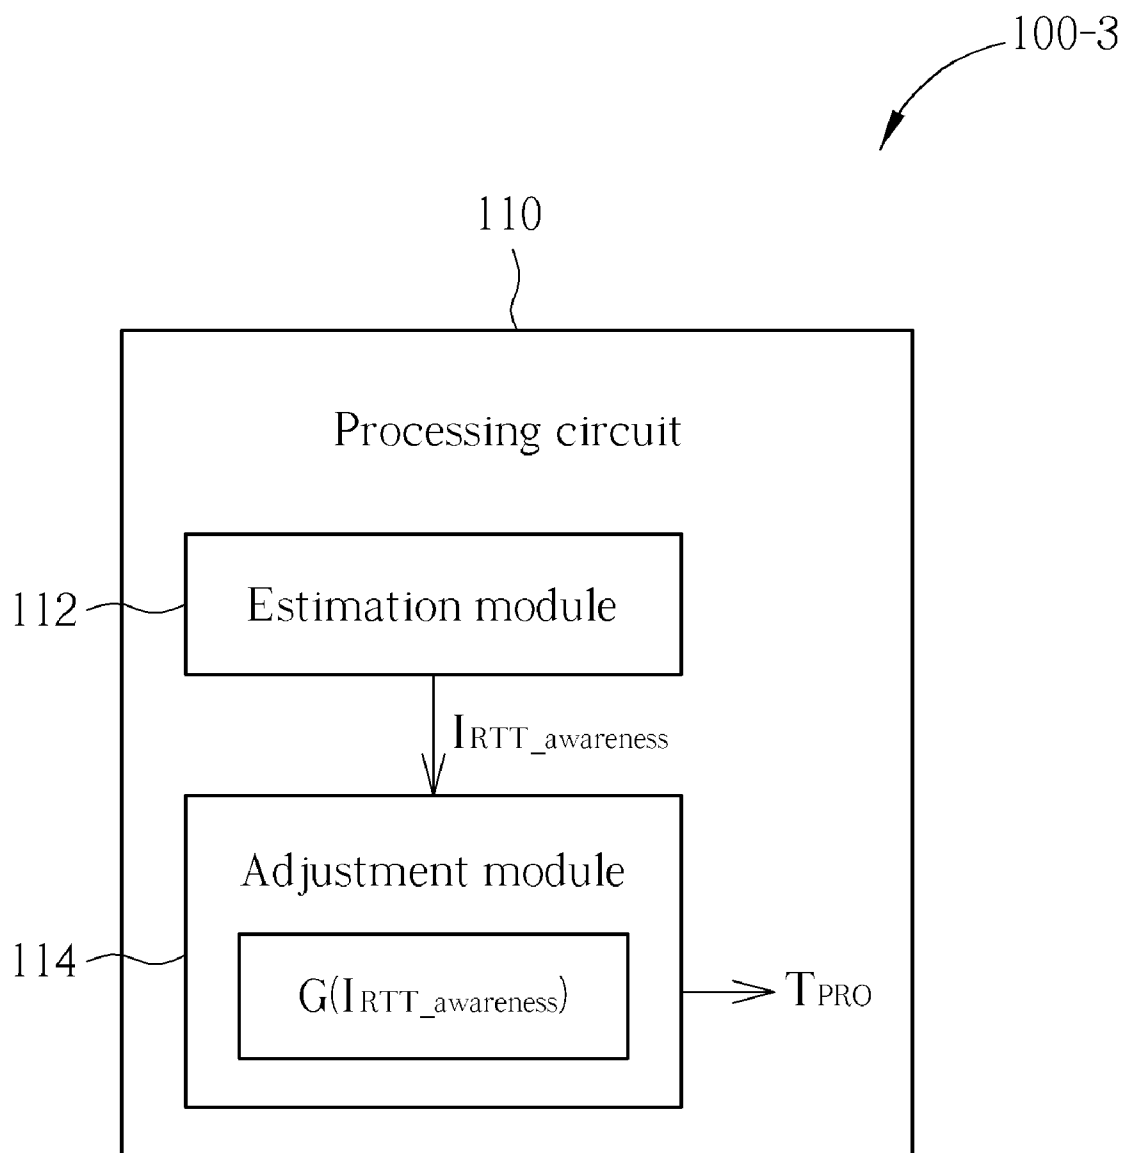 100-3
110
Processing circuit
112
Estimation module
IRTT_awareness
Adjustment module
114
G(IRTT_awareness)
TPRO